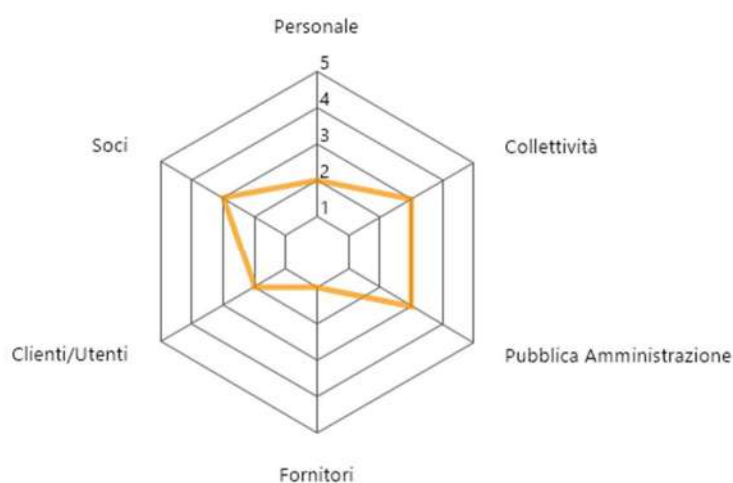 Personale
5
4
3
2
1
Soci
Collettività
Clienti/Utenti
Pubblica Amministrazione
Fornitori